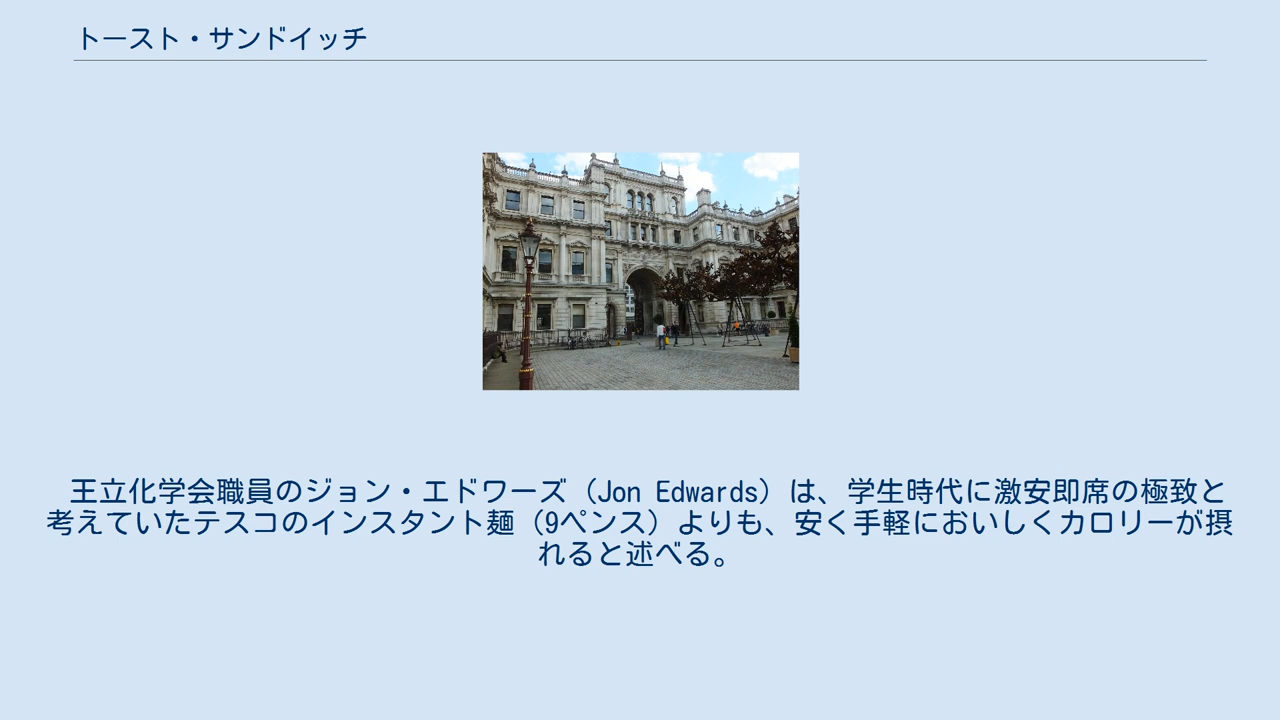 トースト・サンドイッチ
王立化学会職員のジョン・エドワーズ（Jon Edwards）は、学生時代に激安即席の極致と
考えていたテスコのインスタント麺（9ペンス）よりも、安く手軽においしくカロリーが摂
れると述べる。